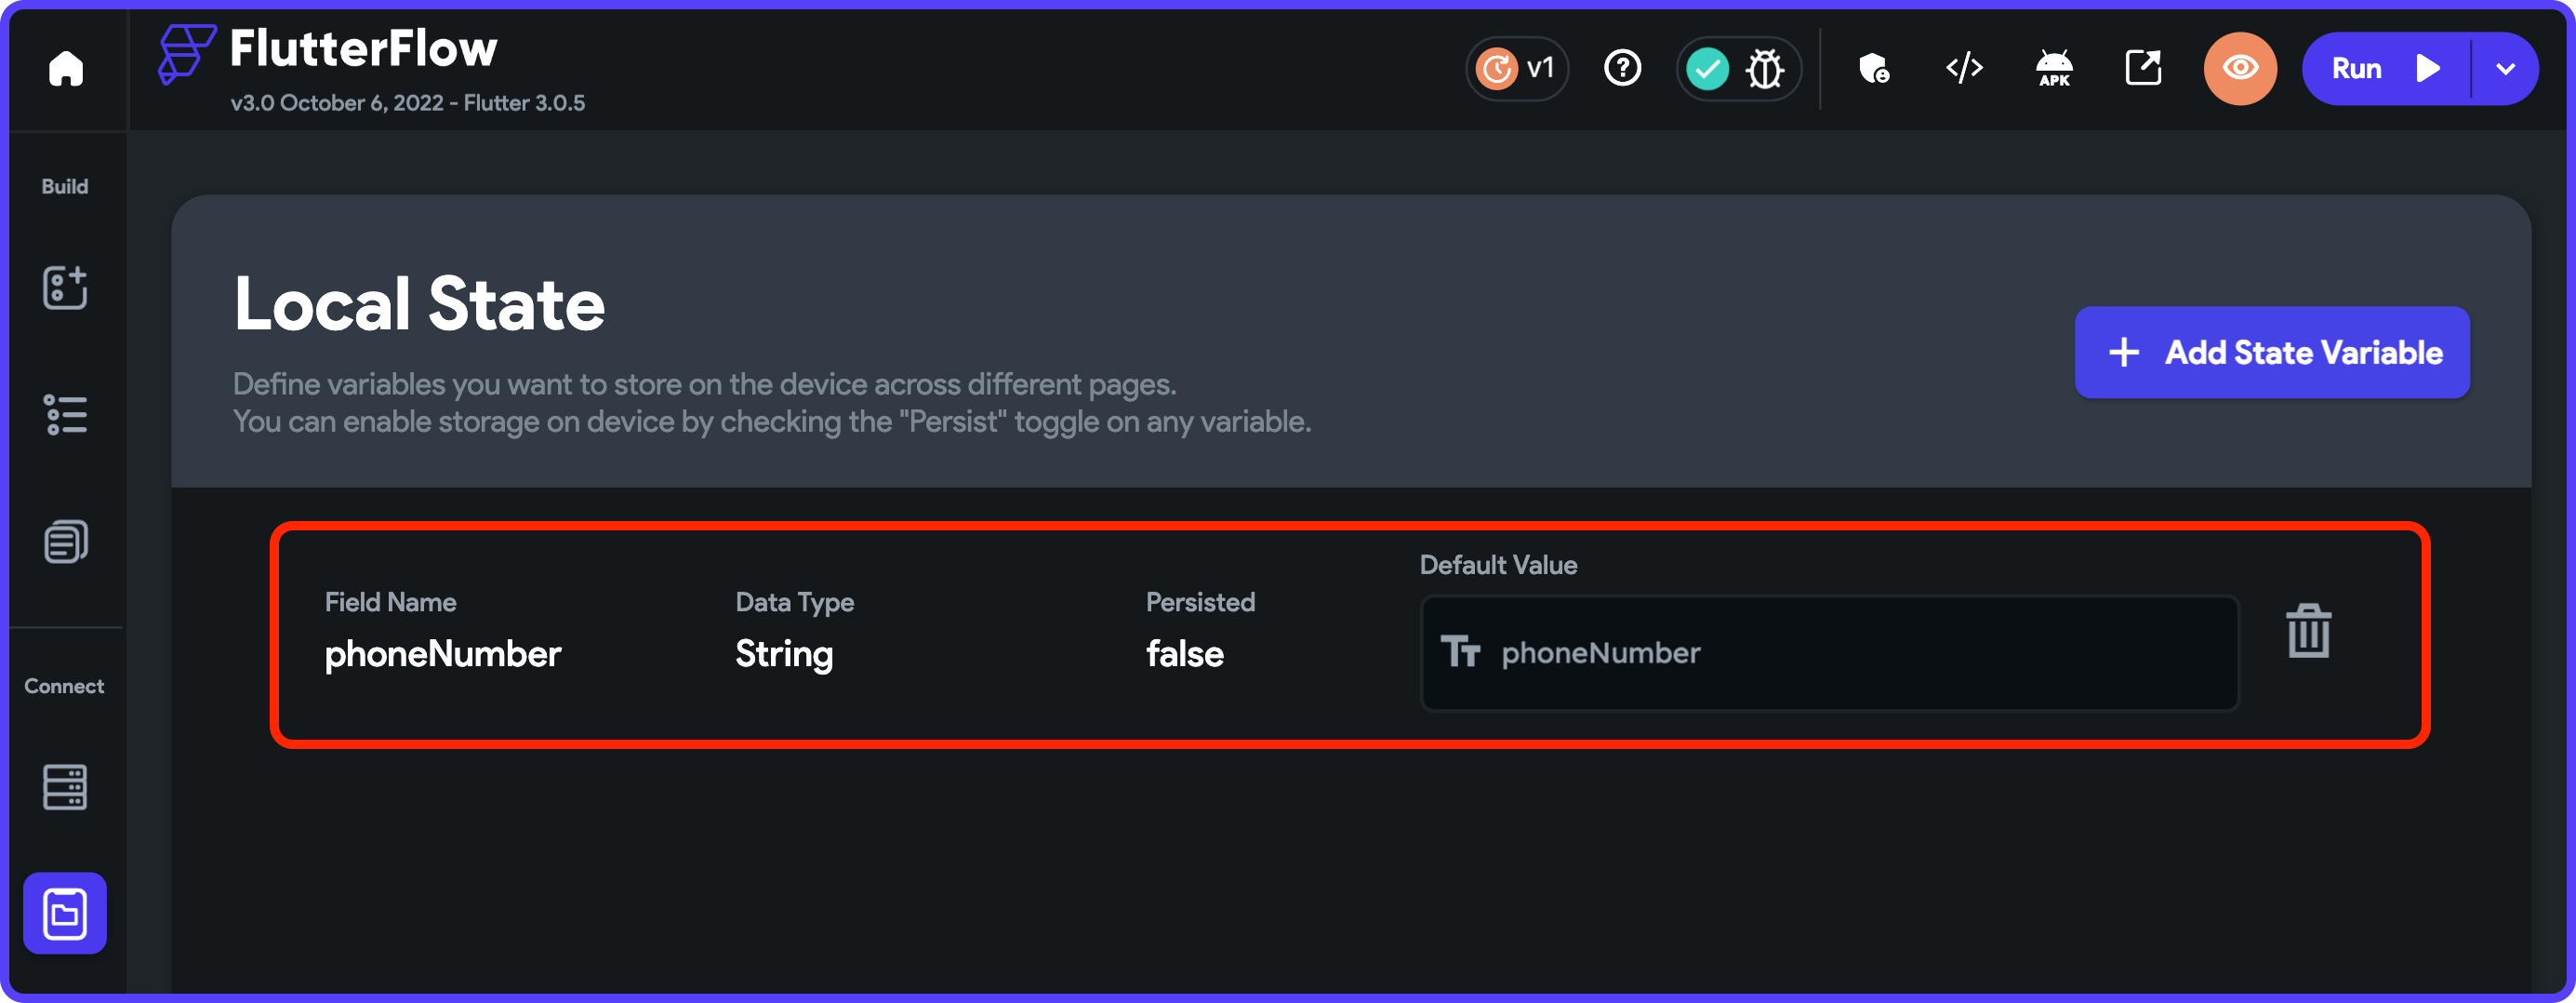 FlutterFlow
v3.0 October 6, 2022 - Flutter 3.0.5
v1
?
APK
Run
Build
Connect
Local State
Define variables you want to store on the device across different pages.
You can enable storage on device by checking the "Persist" toggle on any variable.
Add State Variable
Field Name
phoneNumber
Data Type
String
Persisted
false
Default Value
phoneNumber